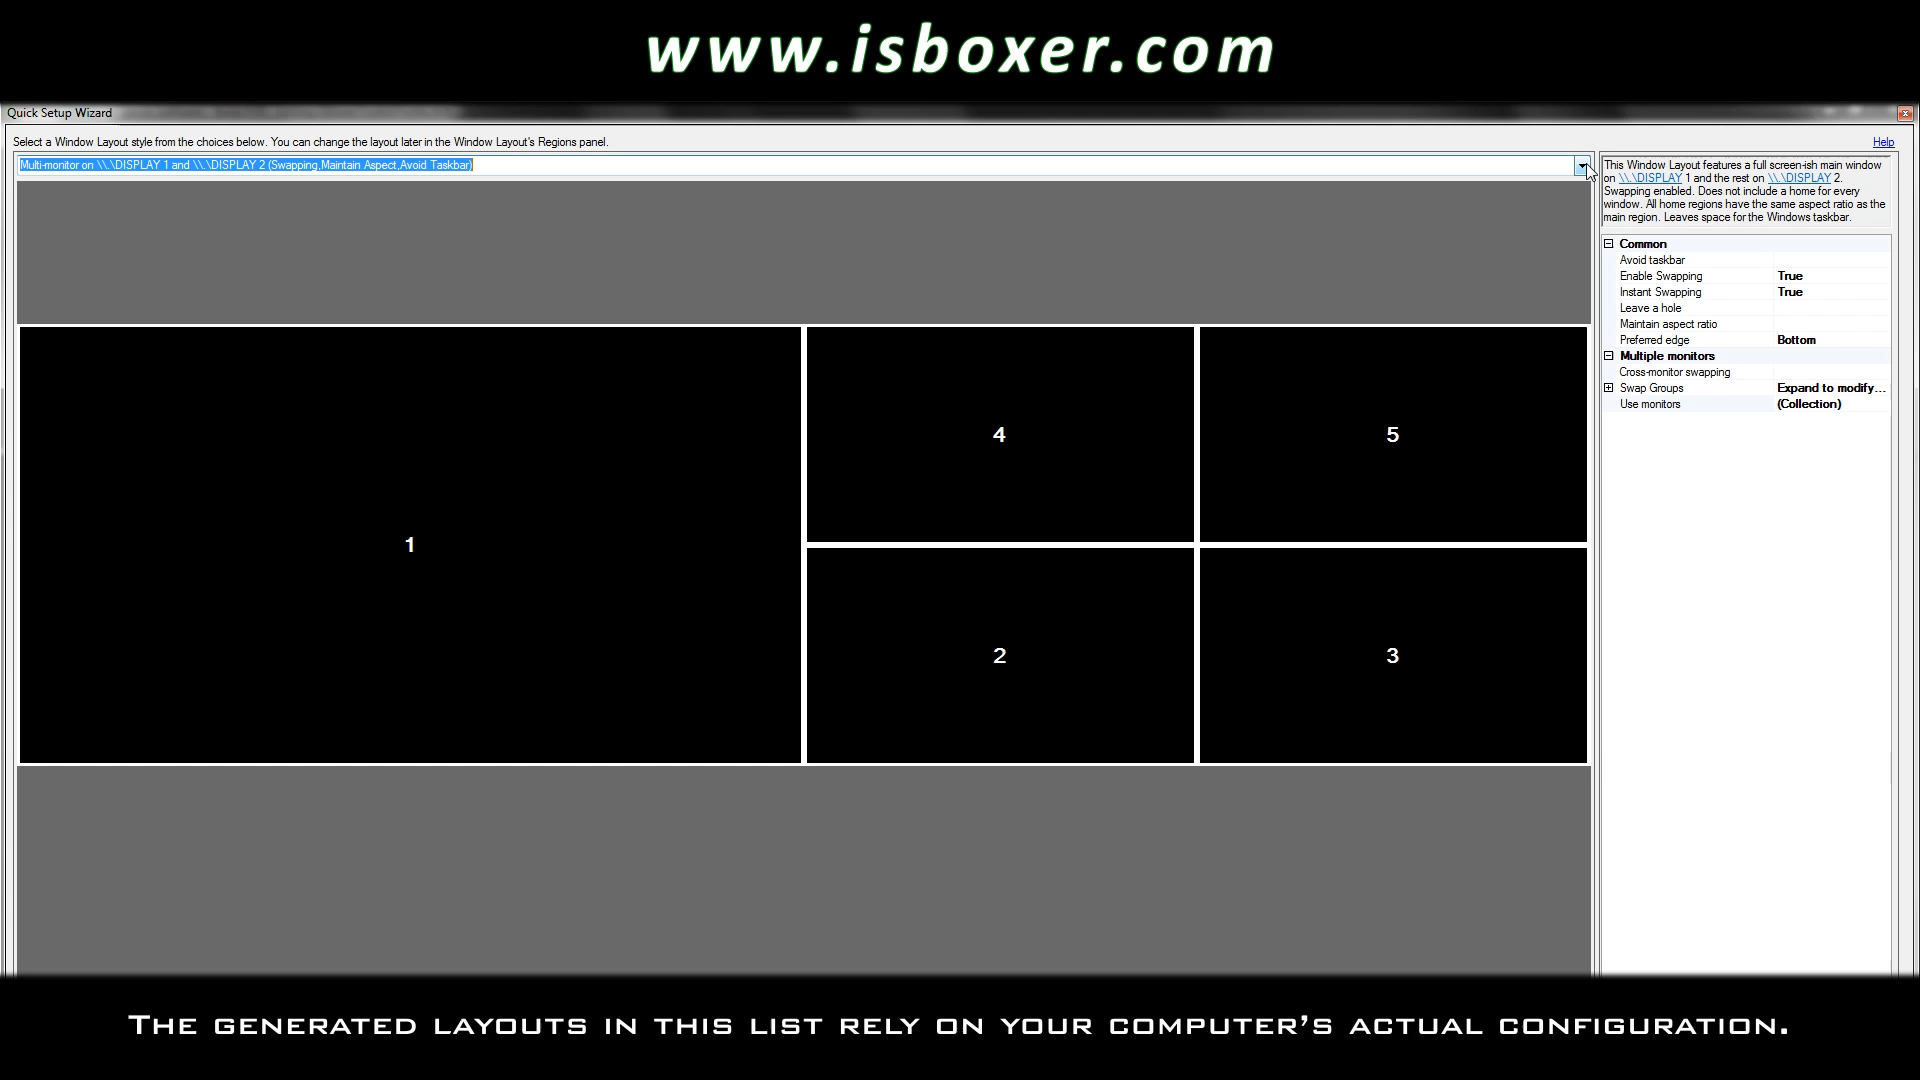 www.isboxer.com
Quick Setup Wizard
Select a Window Layout style from the choices below. You can change the layout later in the Window Layout's Regions panel.
Help
Multi-monitor on \\.\DISPLAY 1 and \\.\DISPLAY 2 (Swapping,Maintain Aspect,Avoid Taskbar)
This Window Layout features a full screen-ish main window
on \\.\DISPLAY 1 and the rest on \\.\DISPLAY 2.
Swapping enabled. Does not include a home for every
window. All home regions have the same aspect ratio as the
main region. Leaves space for the Windows taskbar.
Common
Avoid taskbar
Enable Swapping True
Instant Swapping True
Leave a hole
Maintain aspect ratio
Preferred edge Bottom
Multiple monitors
Cross-monitor swapping
Swap Groups Expand to modify...
Use monitors (Collection)
1
4
5
2
3
The generated layouts in this list rely on your computer's actual configuration.